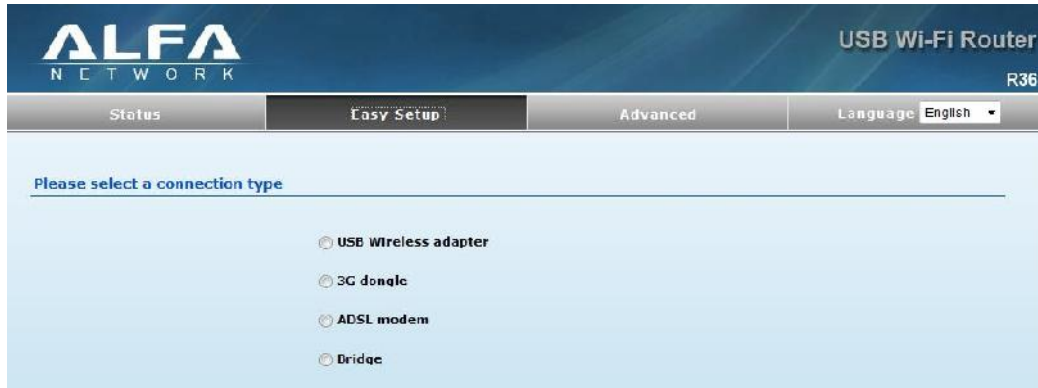 ALFA
NETWORK
USB Wi-Fi Router
R36
Status
Easy Setup
Advanced
Language English
Please select a connection type
USB Wireless adapter
3G dongle
ADSL modem
Bridge